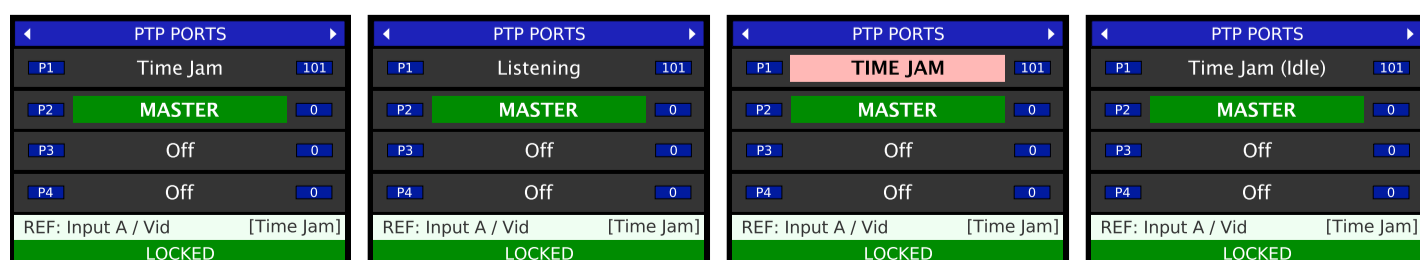 PTP PORTS
P1 Time Jam 101
P2 MASTER 0
P3 Off 0
P4 Off 0
REF: Input A / Vid [Time Jam]
LOCKED
PTP PORTS
P1 Listening 101
P2 MASTER 0
P3 Off 0
P4 Off 0
REF: Input A / Vid [Time Jam]
LOCKED
PTP PORTS
P1 TIME JAM 101
P2 MASTER 0
P3 Off 0
P4 Off 0
REF: Input A / Vid [Time Jam]
LOCKED
PTP PORTS
P1 Time Jam (Idle) 101
P2 MASTER 0
P3 Off 0
P4 Off 0
REF: Input A / Vid [Time Jam]
LOCKED